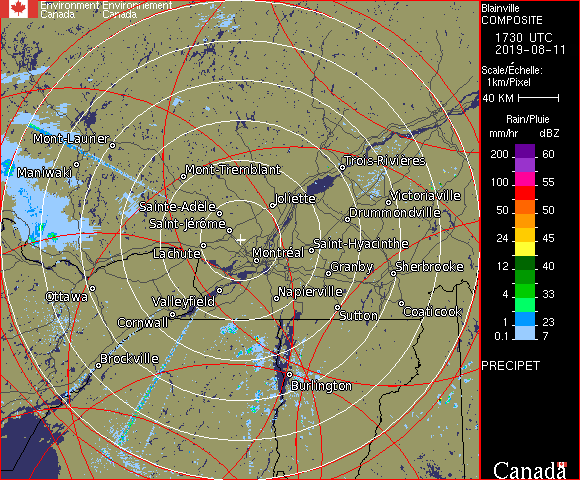 Environment Environnement
Canada Canada
Blainville
COMPOSITE
1730 UTC
2019-08-11
Scale/Échelle:
1km/Pixel
40 KM
Rain/Pluie
mm/hr dBZ
200 60
100 55
50 50
24 45
12 40
4 33
1 23
0.1 7
PRECIPET
Mont-Laurier
Maniwaki
Mont-Tremblant
Trois-Rivières
Sainte-Adèle
Joliette
Victoriaville
Saint-Jérôme
Drummondville
Lachute
Montréal
Saint-Hyacinthe
Granby
Sherbrooke
Ottawa
Valleyfield
Napierville
Cornwall
Sutton
Coaticook
Brockville
Burlington
Canada